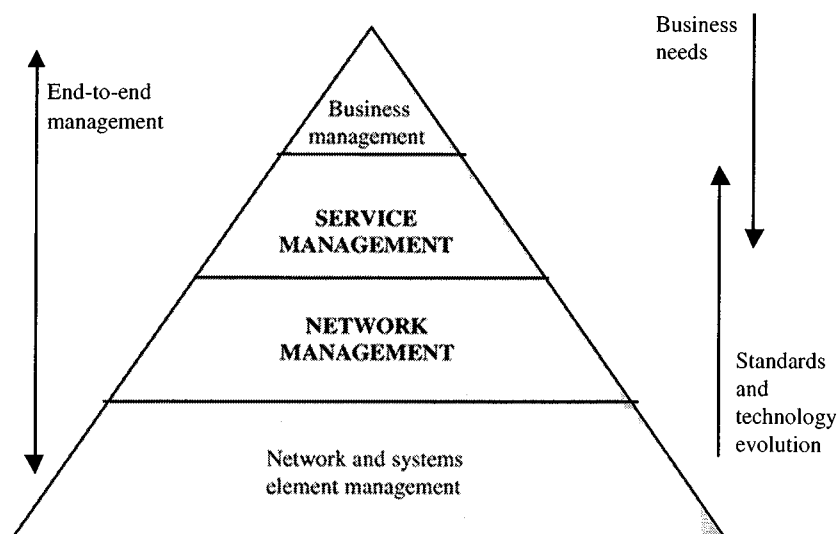 Business
needs
End-to-end
management
Business
management
SERVICE
MANAGEMENT
NETWORK
MANAGEMENT
Standards
and
technology
evolution
Network and systems
element management